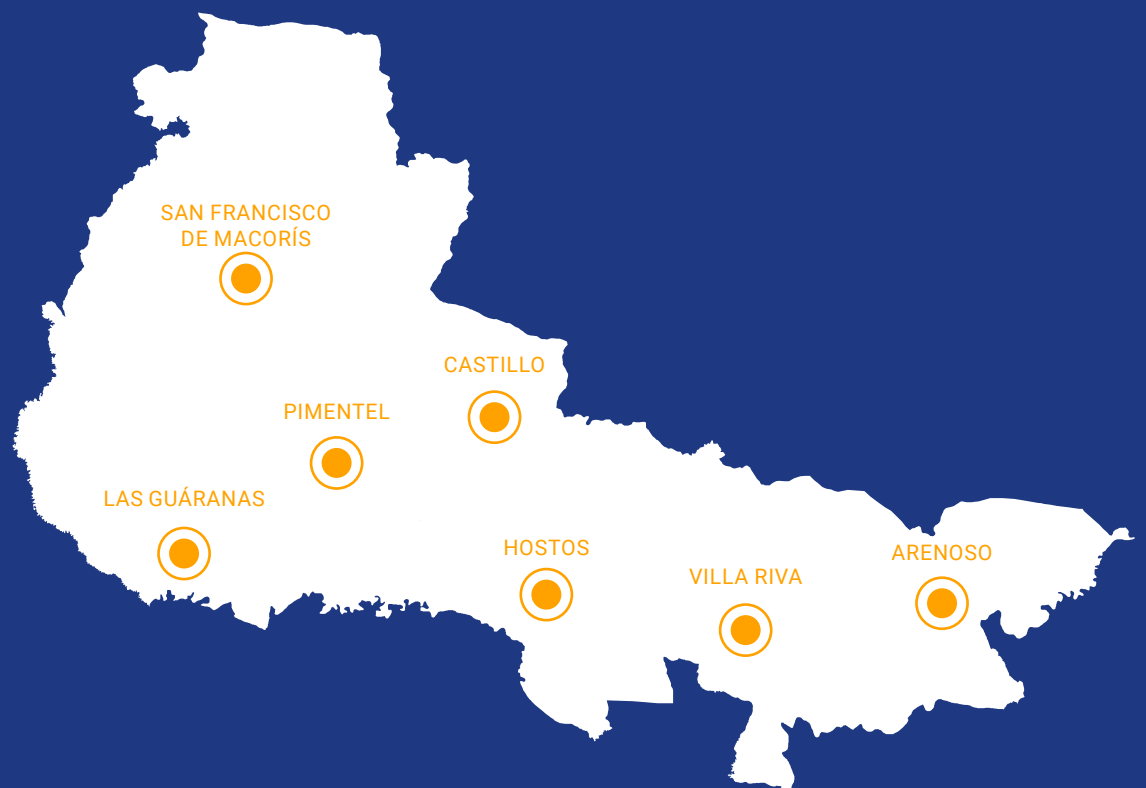 SAN FRANCISCO
DE MACORÍS
CASTILLO
PIMENTEL
LAS GUÁRANAS
HOSTOS
ARENOSO
VILLA RIVA